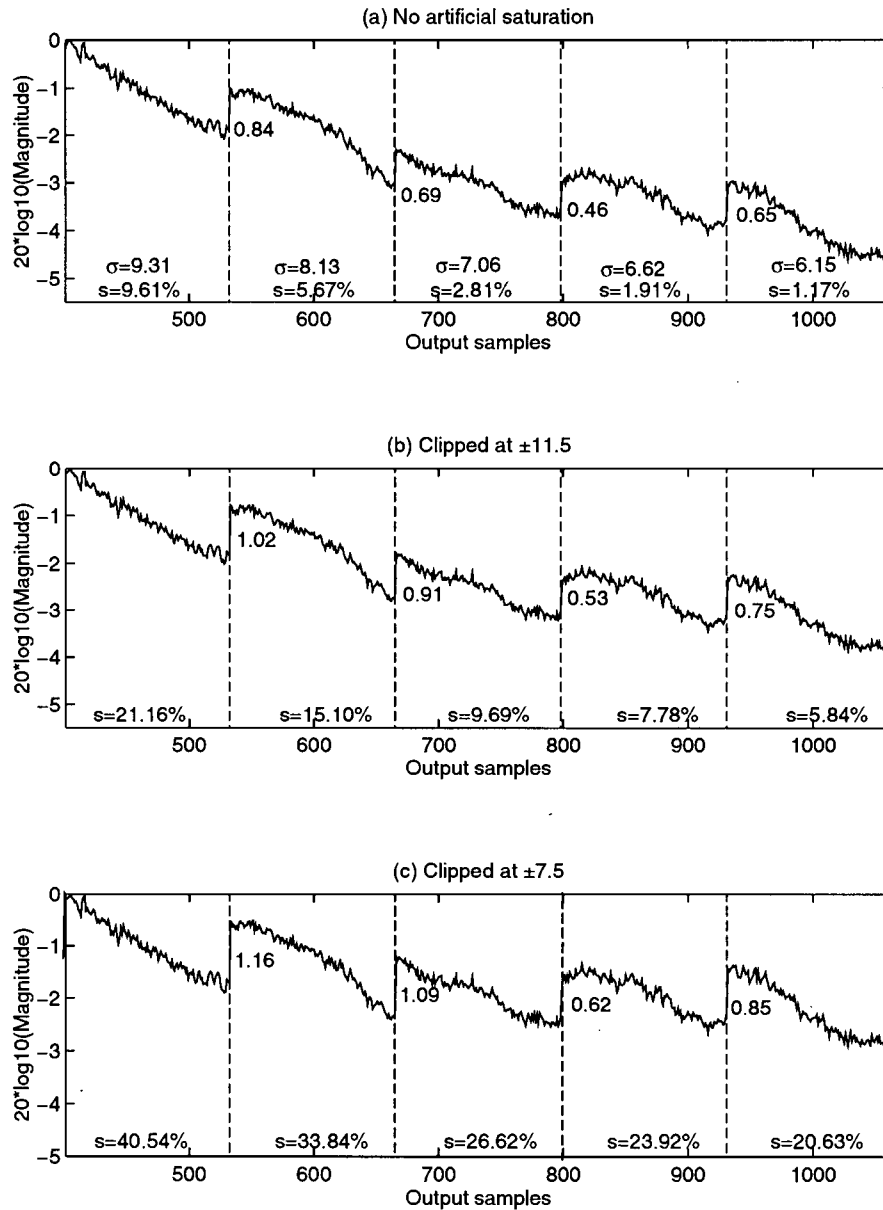 (a) No artificial saturation
20*log10(Magnitude)
0
−1
−2
−3
−4
−5
0.84
0.69
0.46
0.65
σ=9.31 σ=8.13 σ=7.06 σ=6.62 σ=6.15
s=9.61% s=5.67% s=2.81% s=1.91% s=1.17%
500 600 700 800 900 1000
Output samples
(b) Clipped at ±11.5
20*log10(Magnitude)
0
−1
−2
−3
−4
−5
1.02
0.91
0.53
0.75
s=21.16% s=15.10% s=9.69% s=7.78% s=5.84%
500 600 700 800 900 1000
Output samples
(c) Clipped at ±7.5
20*log10(Magnitude)
0
−1
−2
−3
−4
−5
1.16
1.09
0.62
0.85
s=40.54% s=33.84% s=26.62% s=23.92% s=20.63%
500 600 700 800 900 1000
Output samples